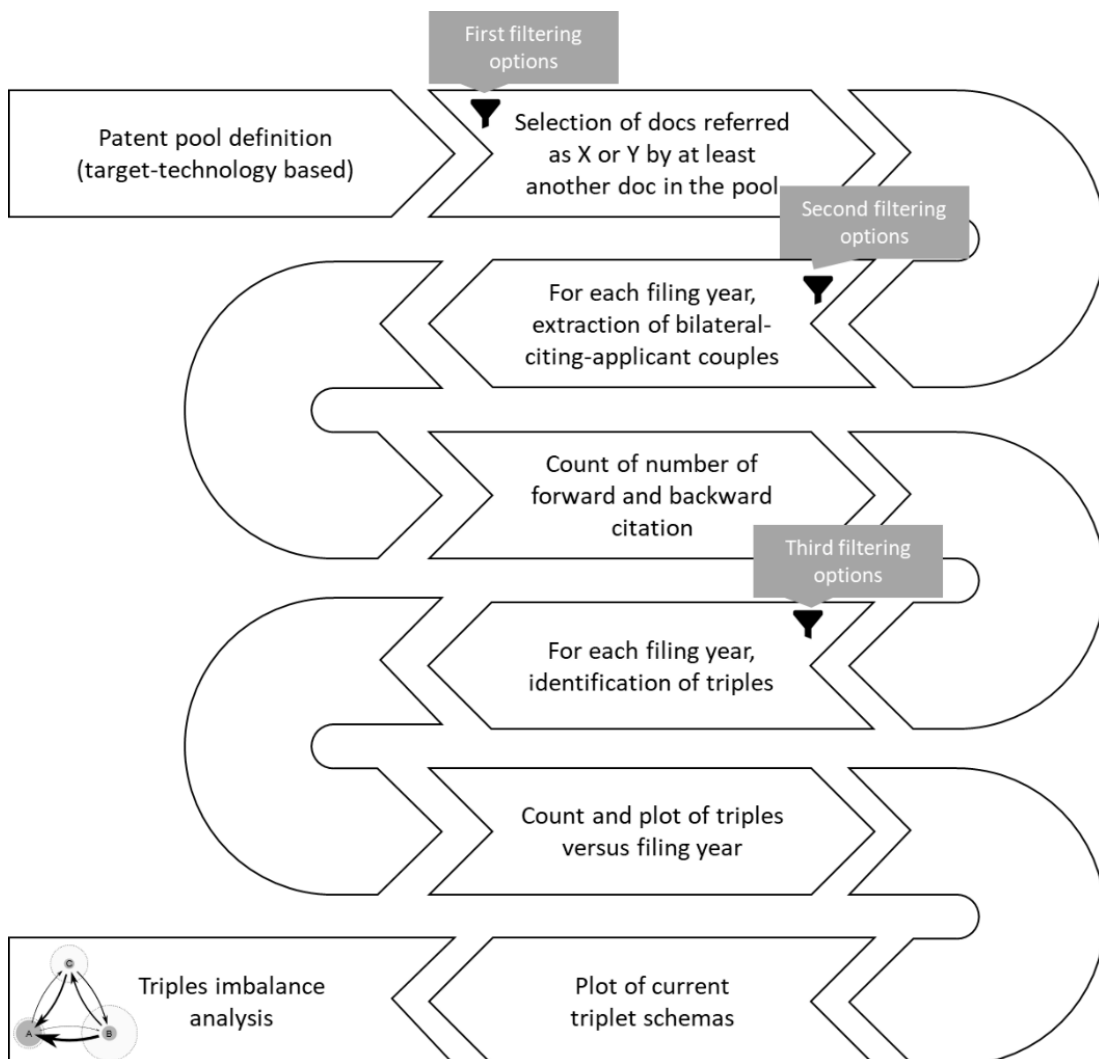 First filtering
options
Patent pool definition
(target-technology based)
Selection of docs referred
as X or Y by at least
another doc in the pool
Second filtering
options
For each filing year,
extraction of bilateral-
citing-applicant couples
Count of number of
forward and backward
citation
Third filtering
options
For each filing year,
identification of triples
Count and plot of triples
versus filing year
Plot of current
triplet schemas
Triples imbalance
analysis
C
A
B